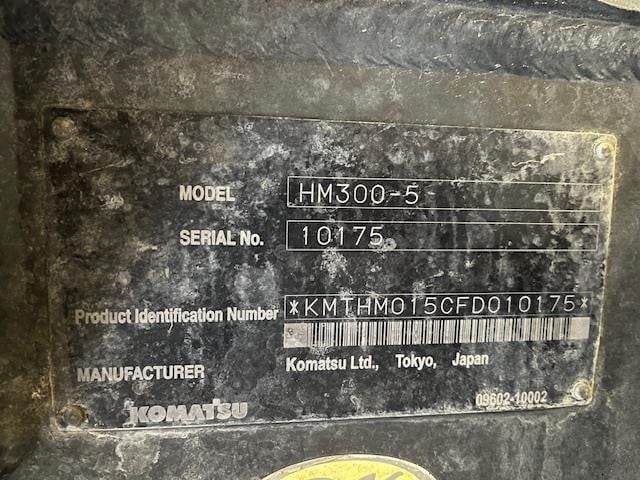 MODEL HM300-5
SERIAL No. 10175
Product Identification Number *KMTHM015CFD010175*
MANUFACTURER Komatsu Ltd., Tokyo, Japan
KOMATSU 09602-10002